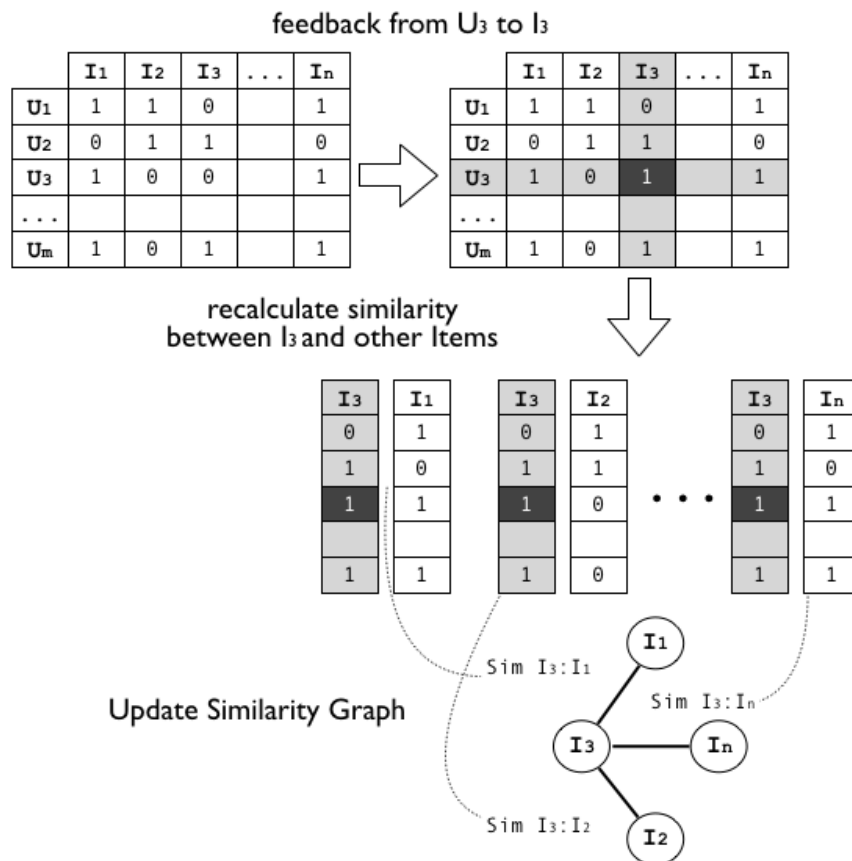 feedback from U3 to I3
I1 I2 I3 ... In
U1 1 1 0 1
U2 0 1 1 0
U3 1 0 0 1
...
Um 1 0 1 1
I1 I2 I3 ... In
U1 1 1 0 1
U2 0 1 1 0
U3 1 0 1 1
...
Um 1 0 1 1
recalculate similarity
between I3 and other Items
I3 I1 I3 I2 I3 In
0 1 0 1 0 1
1 0 1 1 1 0
1 1 1 0 ... 1 1
1 1 1 0 1 1
I1
Sim I3:I1
Sim I3:In
Update Similarity Graph
I3 In
Sim I3:I2
I2